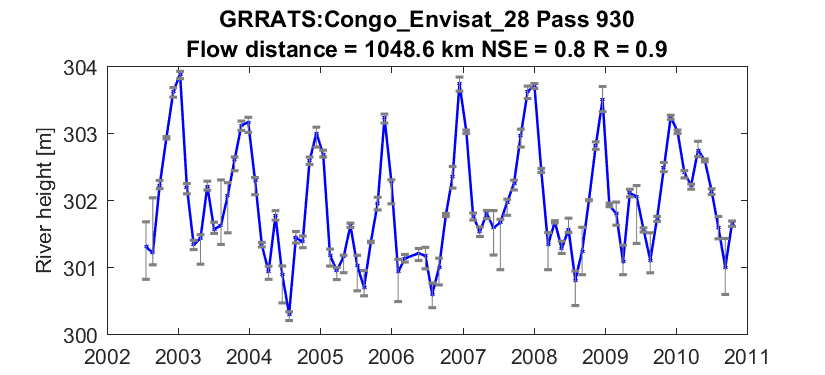 GRRATS:Congo_Envisat_28 Pass 930
Flow distance = 1048.6 km NSE = 0.8 R = 0.9
River height [m]
304
303
302
301
300
2002 2003 2004 2005 2006 2007 2008 2009 2010 2011